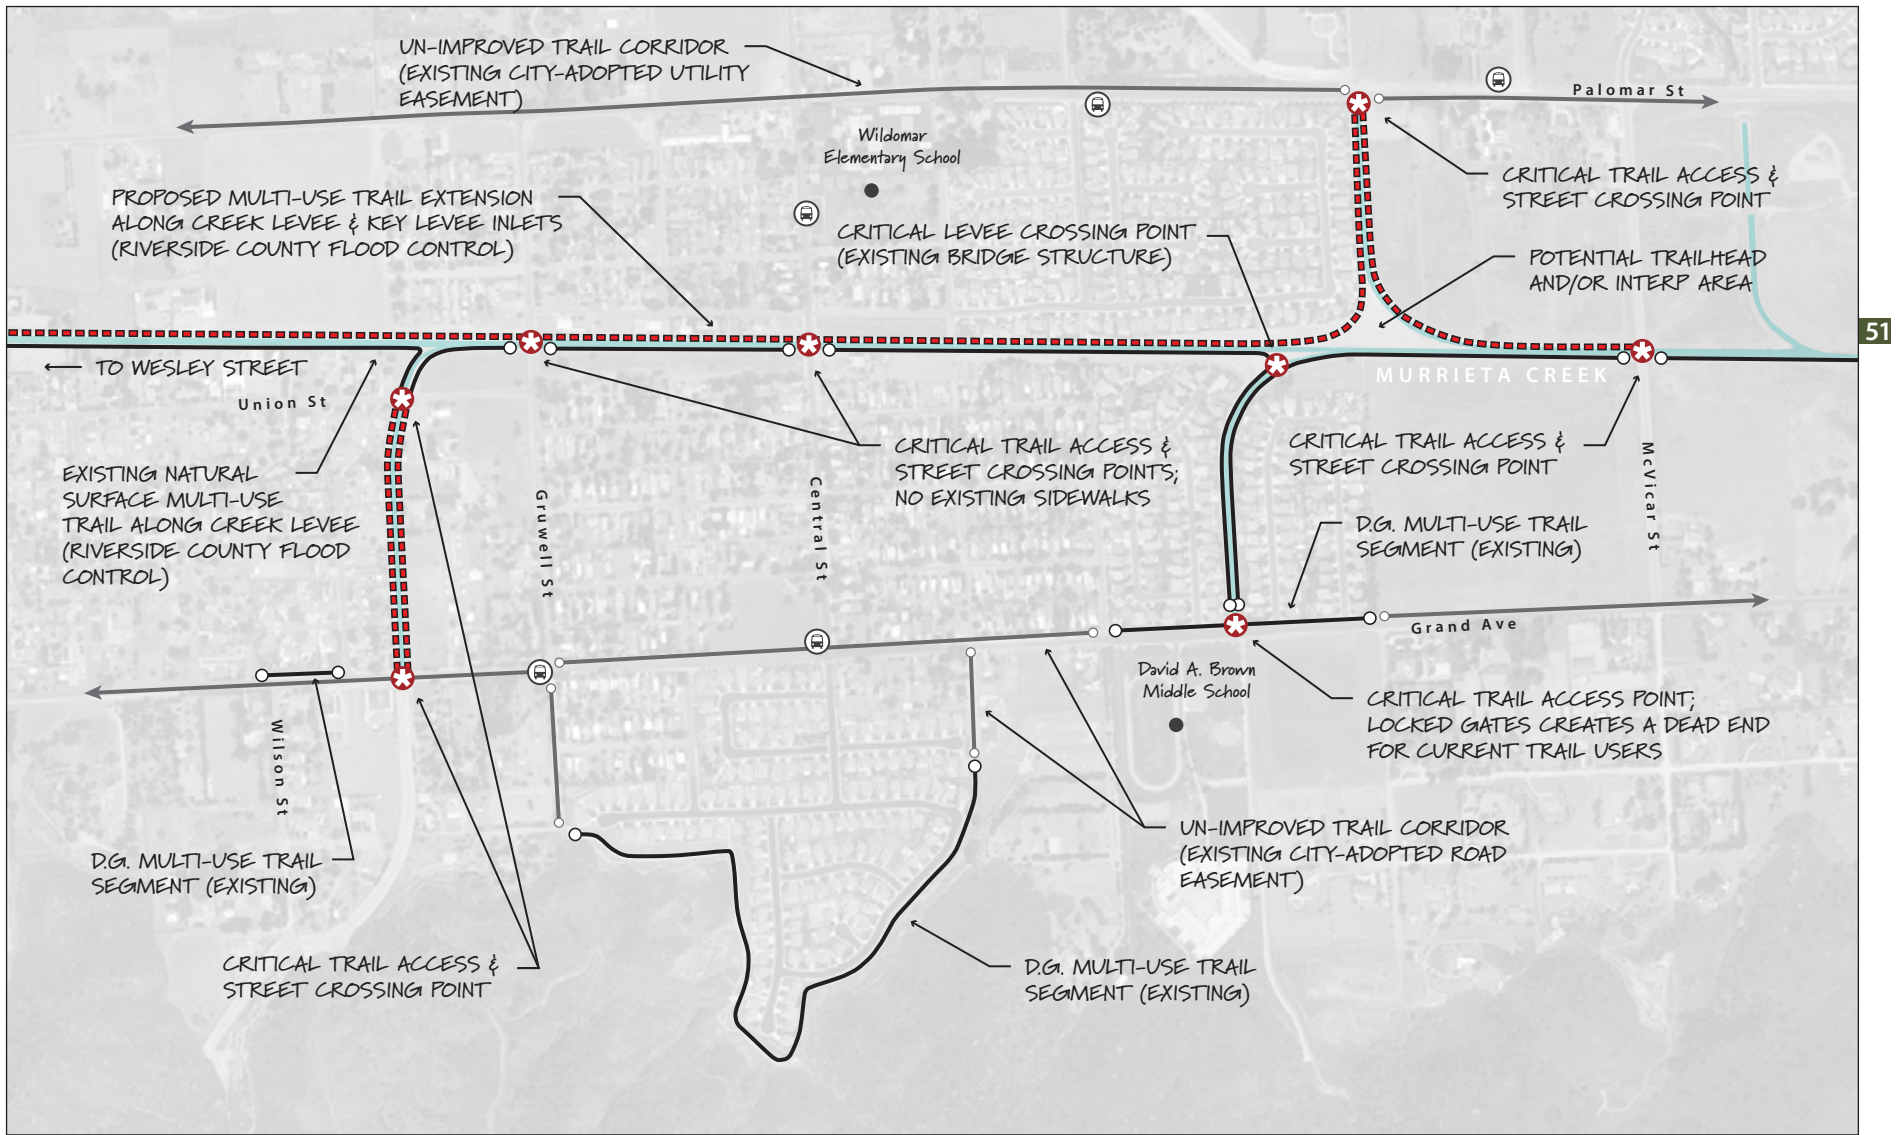 UN-IMPROVED TRAIL CORRIDOR
(EXISTING CITY-ADOPTED UTILITY
EASEMENT)
Palomar St
Wildomar
Elementary School
CRITICAL TRAIL ACCESS &
STREET CROSSING POINT
PROPOSED MULTI-USE TRAIL EXTENSION
ALONG CREEK LEVEE & KEY LEVEE INLETS
(RIVERSIDE COUNTY FLOOD CONTROL)
CRITICAL LEVEE CROSSING POINT
(EXISTING BRIDGE STRUCTURE)
POTENTIAL TRAILHEAD
AND/OR INTERP AREA
51
TO WESLEY STREET
Union St
MURRIETA CREEK
EXISTING NATURAL
SURFACE MULTI-USE
TRAIL ALONG CREEK LEVEE
(RIVERSIDE COUNTY FLOOD
CONTROL)
Gruwell St
Central St
CRITICAL TRAIL ACCESS &
STREET CROSSING POINTS;
NO EXISTING SIDEWALKS
CRITICAL TRAIL ACCESS &
STREET CROSSING POINT
McVicar St
D.G. MULTI-USE TRAIL
SEGMENT (EXISTING)
Grand Ave
David A. Brown
Middle School
CRITICAL TRAIL ACCESS POINT;
LOCKED GATES CREATES A DEAD END
FOR CURRENT TRAIL USERS
Wilson St
UN-IMPROVED TRAIL CORRIDOR
(EXISTING CITY-ADOPTED ROAD
EASEMENT)
D.G. MULTI-USE TRAIL
SEGMENT (EXISTING)
CRITICAL TRAIL ACCESS &
STREET CROSSING POINT
D.G. MULTI-USE TRAIL
SEGMENT (EXISTING)